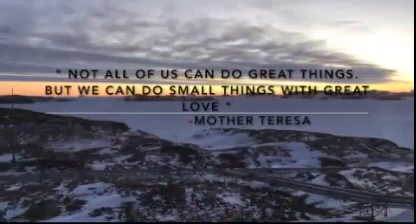 " NOT ALL OF US CAN DO GREAT THINGS.
BUT WE CAN DO SMALL THINGS WITH GREAT
LOVE "
-MOTHER TERESA